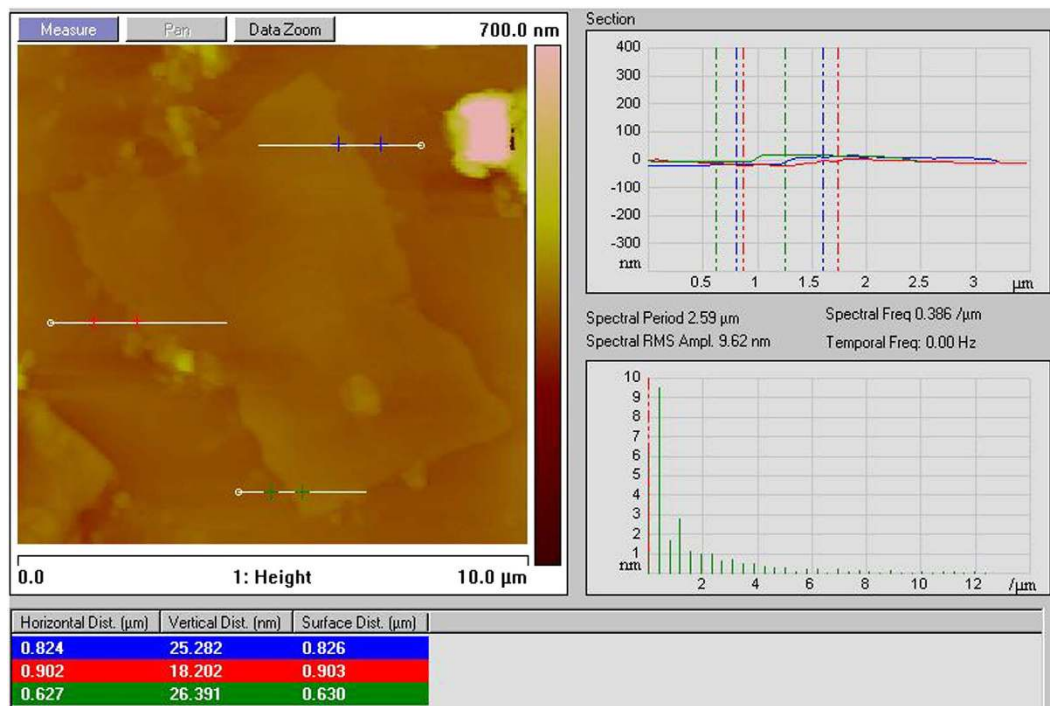 Measure Pan Data Zoom 700.0 nm
0.0 1: Height 10.0 µm
Section
400
300
200
100
0
-100
-200
-300
nm
0.5 1 1.5 2 2.5 3 µm
Spectral Period 2.59 µm Spectral Freq 0.386 /µm
Spectral RMS Ampl. 9.62 nm Temporal Freq: 0.00 Hz
10
9
8
7
6
5
4
3
2
1
nm
2 4 6 8 10 12 /µm
Horizontal Dist. (µm) Vertical Dist. (nm) Surface Dist. (µm)
0.824 25.282 0.826
0.902 18.202 0.903
0.627 26.391 0.630